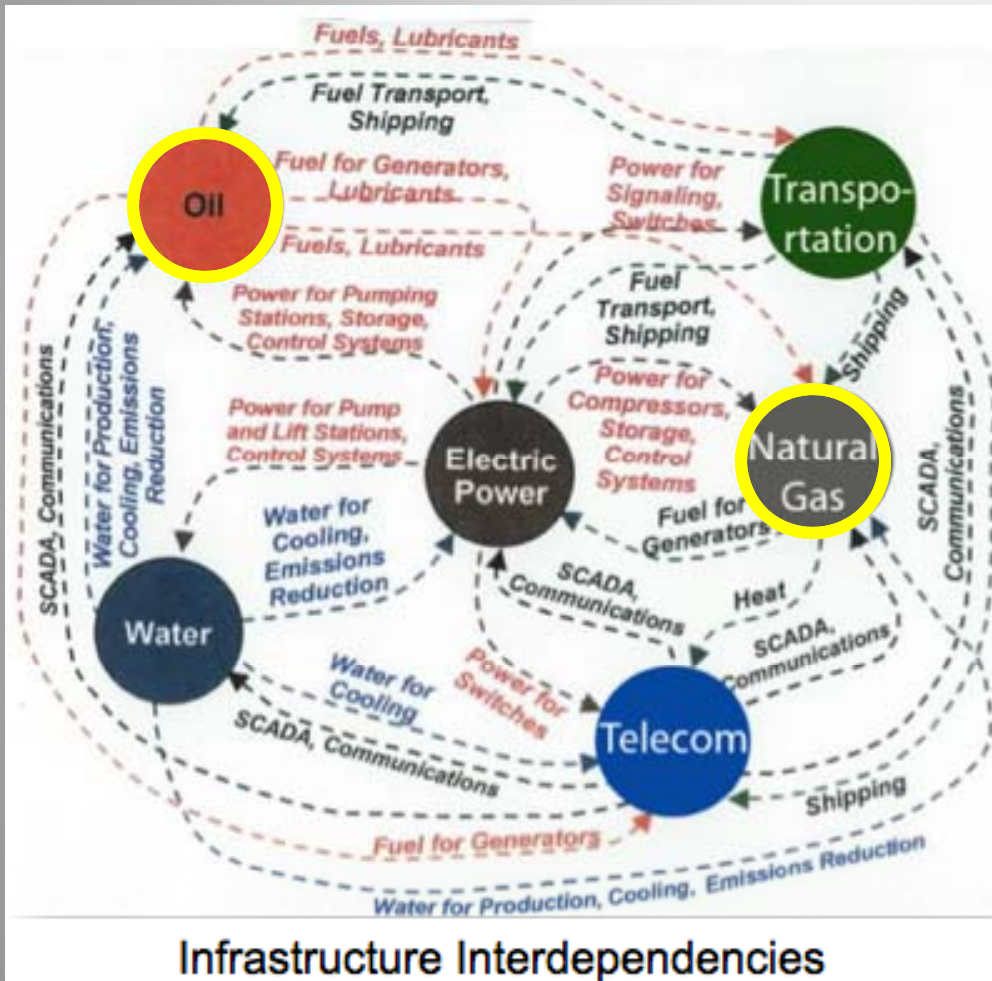 Fuels, Lubricants
Fuel Transport,
Shipping
Oil
Fuel for Generators,
Lubricants
Power for
Signaling,
Switches
Transpo-
rtation
Fuels, Lubricants
Fuel
Transport,
Shipping
Shipping
Power for Pumping
Stations, Storage,
Control Systems
Power for
Compressors,
Storage,
Control
Systems
Natural
Gas
SCADA, Communications
Water for Production,
Cooling, Emissions
Reduction
Power for Pump
and Lift Stations,
Control Systems
Electric
Power
SCADA,
Communications
Water for
Cooling,
Emissions
Reduction
Fuel for
Generators
Water
SCADA,
Communications
Heat
SCADA,
Communications
Water for
Cooling
Power for
Switches
SCADA, Communications
Telecom
Shipping
Fuel for Generators
Water for Production, Cooling, Emissions Reduction
Infrastructure Interdependencies